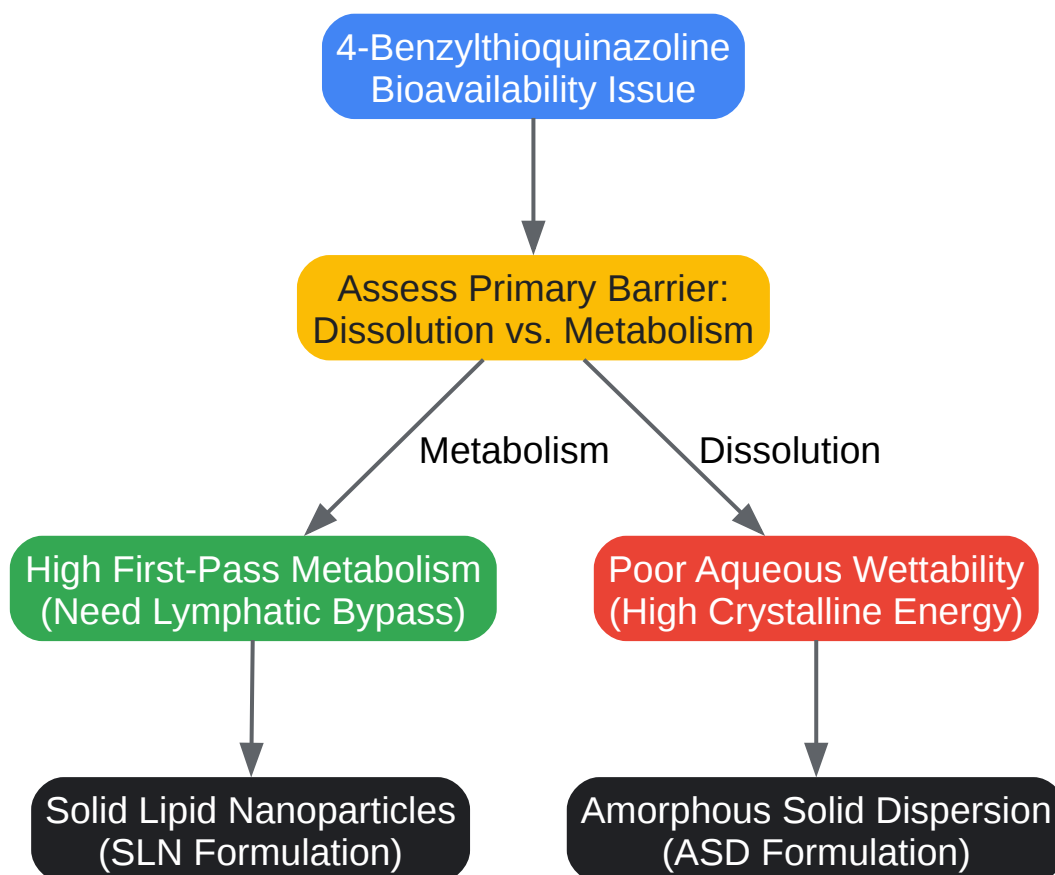 4-Benzylthioquinazoline
Bioavailability Issue
Assess Primary Barrier:
Dissolution vs. Metabolism
Metabolism
Dissolution
High First-Pass Metabolism
(Need Lymphatic Bypass)
Poor Aqueous Wettability
(High Crystalline Energy)
Solid Lipid Nanoparticles
(SLN Formulation)
Amorphous Solid Dispersion
(ASD Formulation)